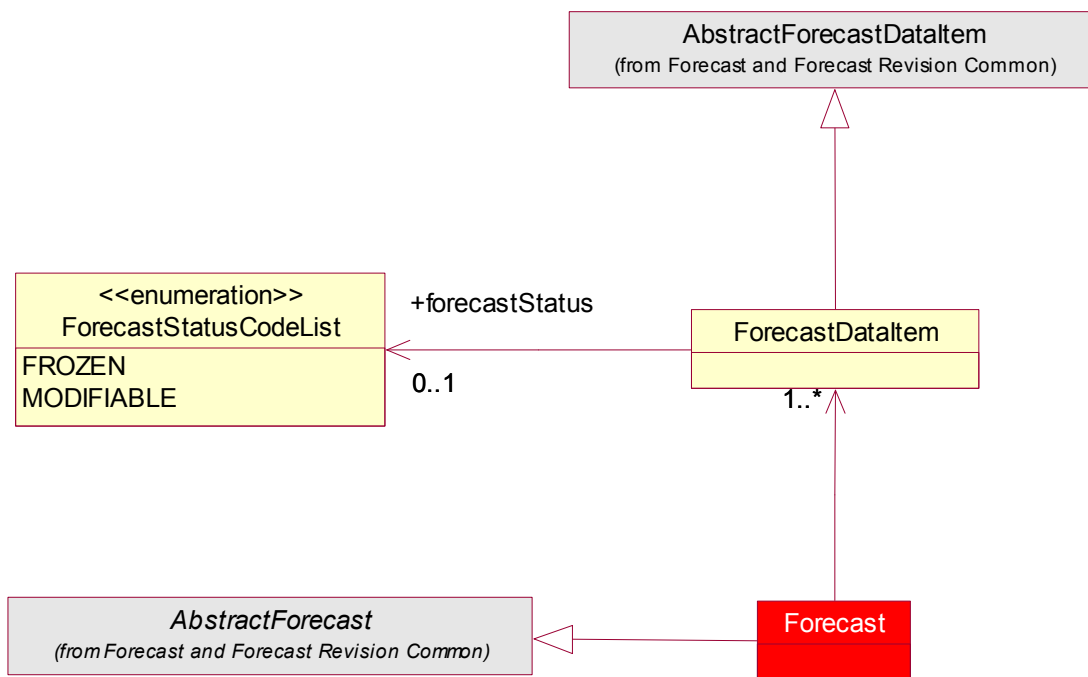 AbstractForecastDataItem
(from Forecast and Forecast Revision Common)
<<enumeration>>
ForecastStatusCodeList
FROZEN
MODIFIABLE
+forecastStatus
0..1
ForecastDataItem
1..*
AbstractForecast
(from Forecast and Forecast Revision Common)
Forecast